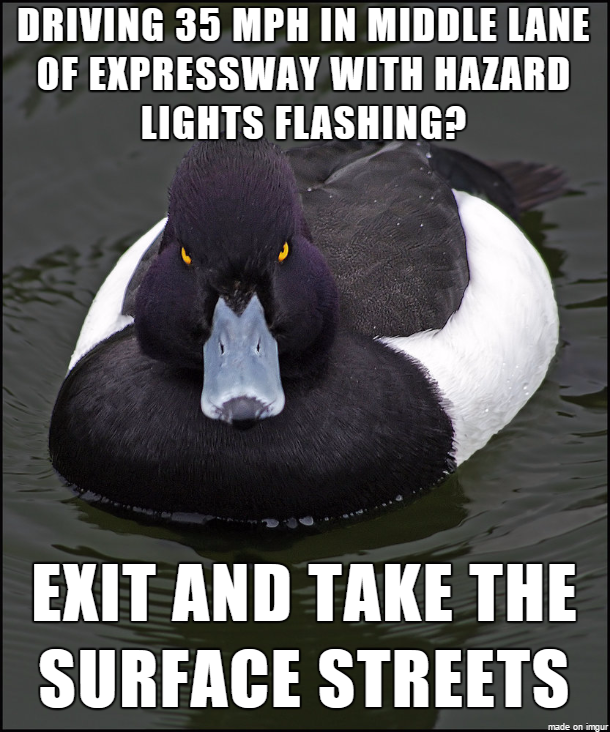 DRIVING 35 MPH IN MIDDLE LANE
OF EXPRESSWAY WITH HAZARD
LIGHTS FLASHING?
EXIT AND TAKE THE
SURFACE STREETS
made on imgur